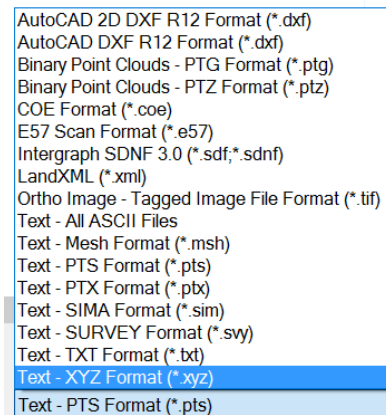 AutoCAD 2D DXF R12 Format (*.dxf)
AutoCAD DXF R12 Format (*.dxf)
Binary Point Clouds - PTG Format (*.ptg)
Binary Point Clouds - PTZ Format (*.ptz)
COE Format (*.coe)
E57 Scan Format (*.e57)
Intergraph SDNF 3.0 (*.sdf;*.sdnf)
LandXML (*.xml)
Ortho Image - Tagged Image File Format (*.tif)
Text - All ASCII Files
Text - Mesh Format (*.msh)
Text - PTS Format (*.pts)
Text - PTX Format (*.ptx)
Text - SIMA Format (*.sim)
Text - SURVEY Format (*.svy)
Text - TXT Format (*.txt)
Text - XYZ Format (*.xyz)
Text - PTS Format (*.pts)